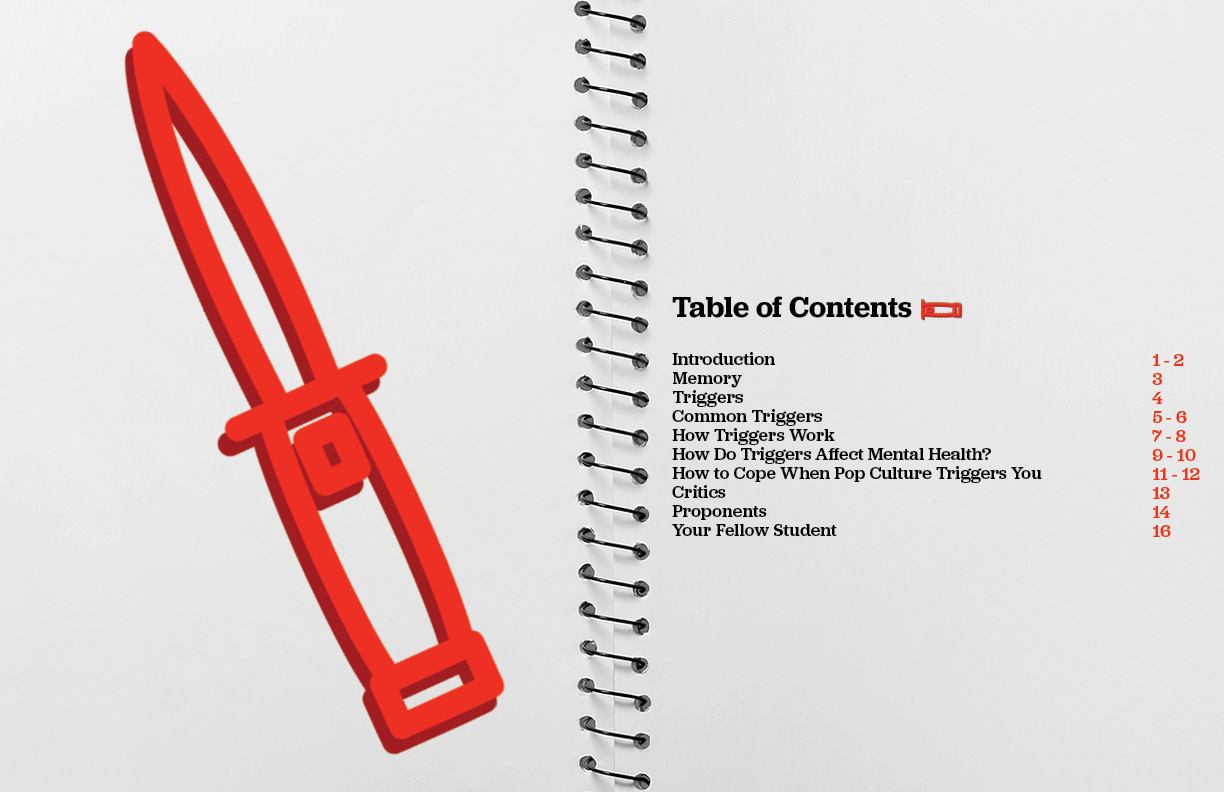 Table of Contents
Introduction 1 - 2
Memory 3
Triggers 4
Common Triggers 5 - 6
How Triggers Work 7 - 8
How Do Triggers Affect Mental Health? 9 - 10
How to Cope When Pop Culture Triggers You 11 - 12
Critics 13
Proponents 14
Your Fellow Student 16